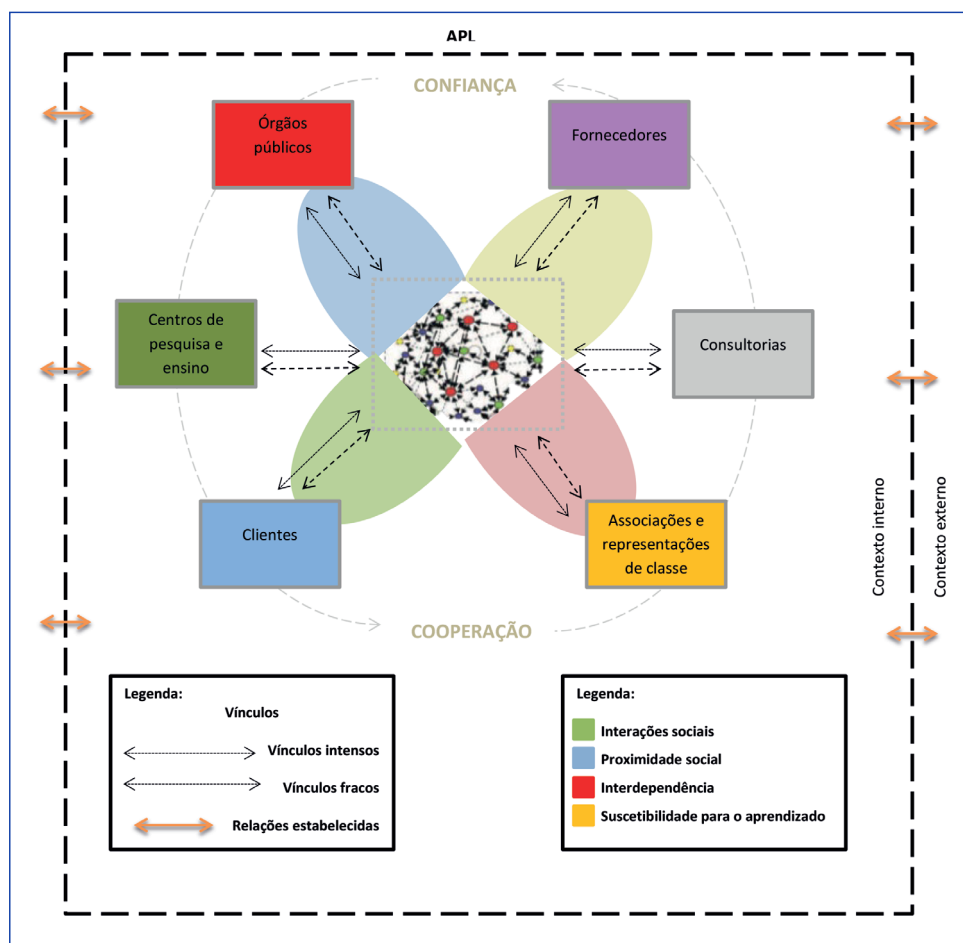 APL
CONFIANÇA
Órgãos
públicos
Fornecedores
Centros de
pesquisa e
ensino
Consultorias
Clientes
Associações e
representações
de classe
COOPERAÇÃO
Contexto interno
Contexto externo
Legenda:
Vínculos
Vínculos intensos
Vínculos fracos
Relações estabelecidas
Legenda:
Interações sociais
Proximidade social
Interdependência
Suscetibilidade para o aprendizado